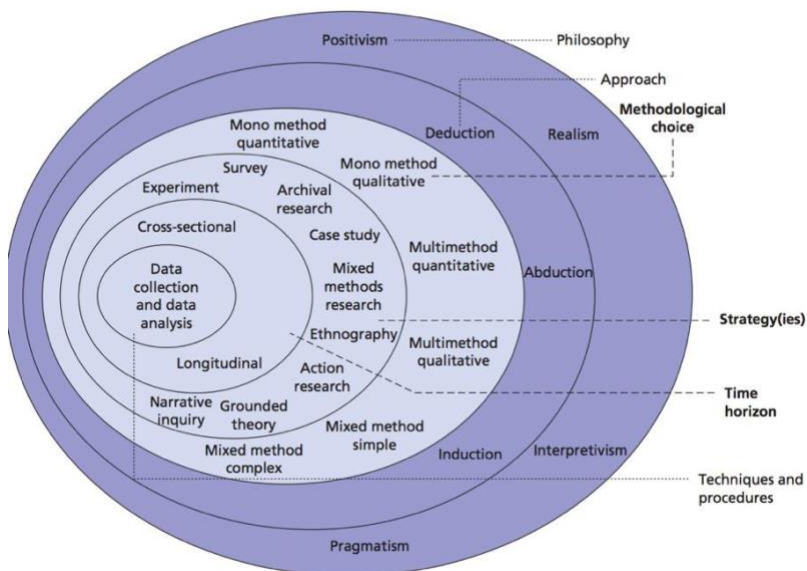 Positivism
Philosophy
Approach
Methodological
choice
Deduction
Realism
Mono method
quantitative
Mono method
qualitative
Survey
Experiment
Archival
research
Cross-sectional
Case study
Multimethod
quantitative
Data
collection
and data
analysis
Mixed
methods
research
Abduction
Strategy(ies)
Ethnography
Multimethod
qualitative
Longitudinal
Action
research
Time
horizon
Narrative
inquiry
Grounded
theory
Mixed method
simple
Mixed method
complex
Induction
Interpretivism
Techniques and
procedures
Pragmatism